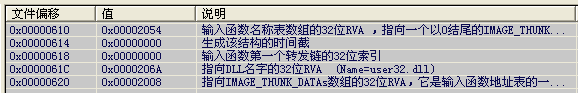 文件偏移 值 说明
0x00000610 0x00002054 输入函数名称表数组的32位RVA ，指向一个以0结尾的IMAGE_THUNK...
0x00000614 0x00000000 生成该结构的时间截
0x00000618 0x00000000 输入函数第一个转发链的32位索引
0x0000061C 0x0000206A 指向DLL名字的32位RVA （Name=user32.dll）
0x00000620 0x00002008 指向IMAGE_THUNK_DATAs数组的32位RVA，它是输入函数地址表的一...